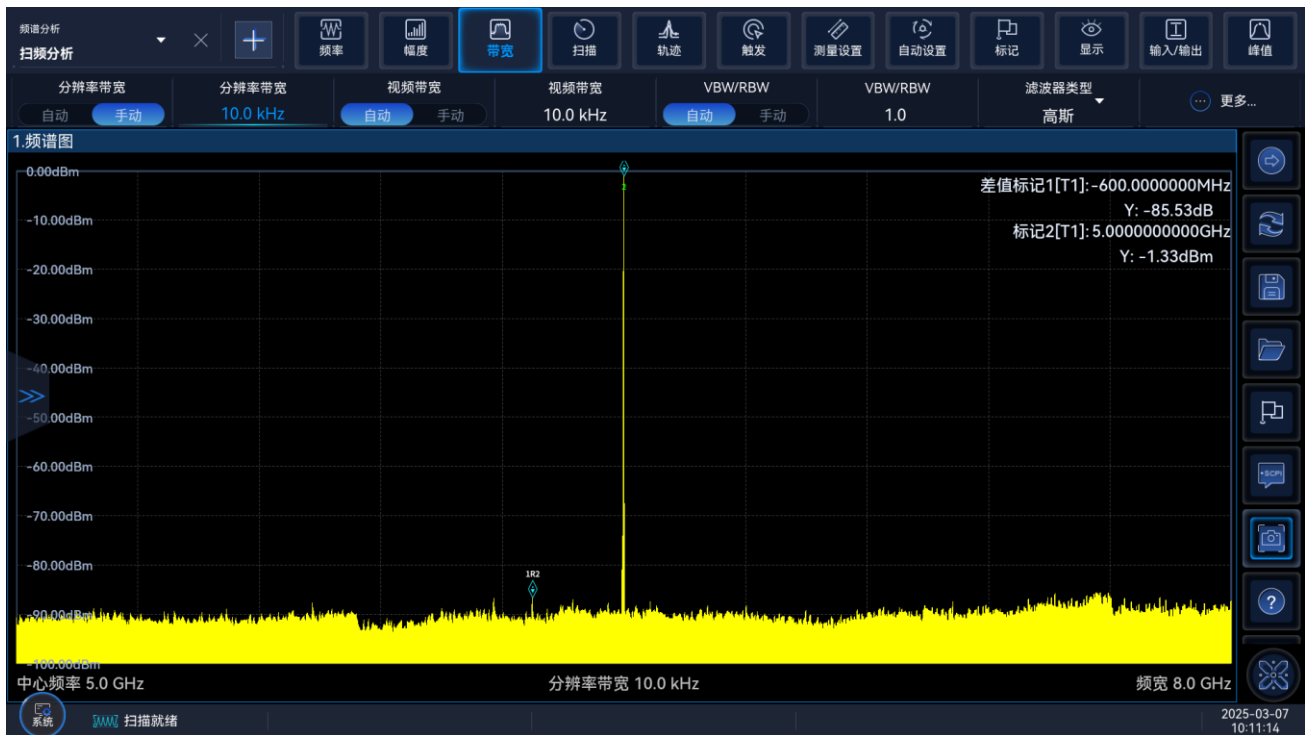 频谱分析
扫频分析
频率
幅度
带宽
扫描
轨迹
触发
测量设置
自动设置
标记
显示
输入/输出
峰值
分辨率带宽
自动 手动
分辨率带宽
10.0 kHz
视频带宽
自动 手动
视频带宽
10.0 kHz
VBW/RBW
自动 手动
VBW/RBW
1.0
滤波器类型
高斯
更多...
1.频谱图
0.00dBm
差值标记1[T1]:-600.0000000MHz
Y: -85.53dB
标记2[T1]:5.0000000000GHz
Y: -1.33dBm
2
-10.00dBm
-20.00dBm
-30.00dBm
-40.00dBm
-50.00dBm
-60.00dBm
-70.00dBm
-80.00dBm
1R2
-90.00dBm
-100.00dBm
+SCPI
?
中心频率 5.0 GHz
分辨率带宽 10.0 kHz
频宽 8.0 GHz
系统
扫描就绪
2025-03-07
10:11:14